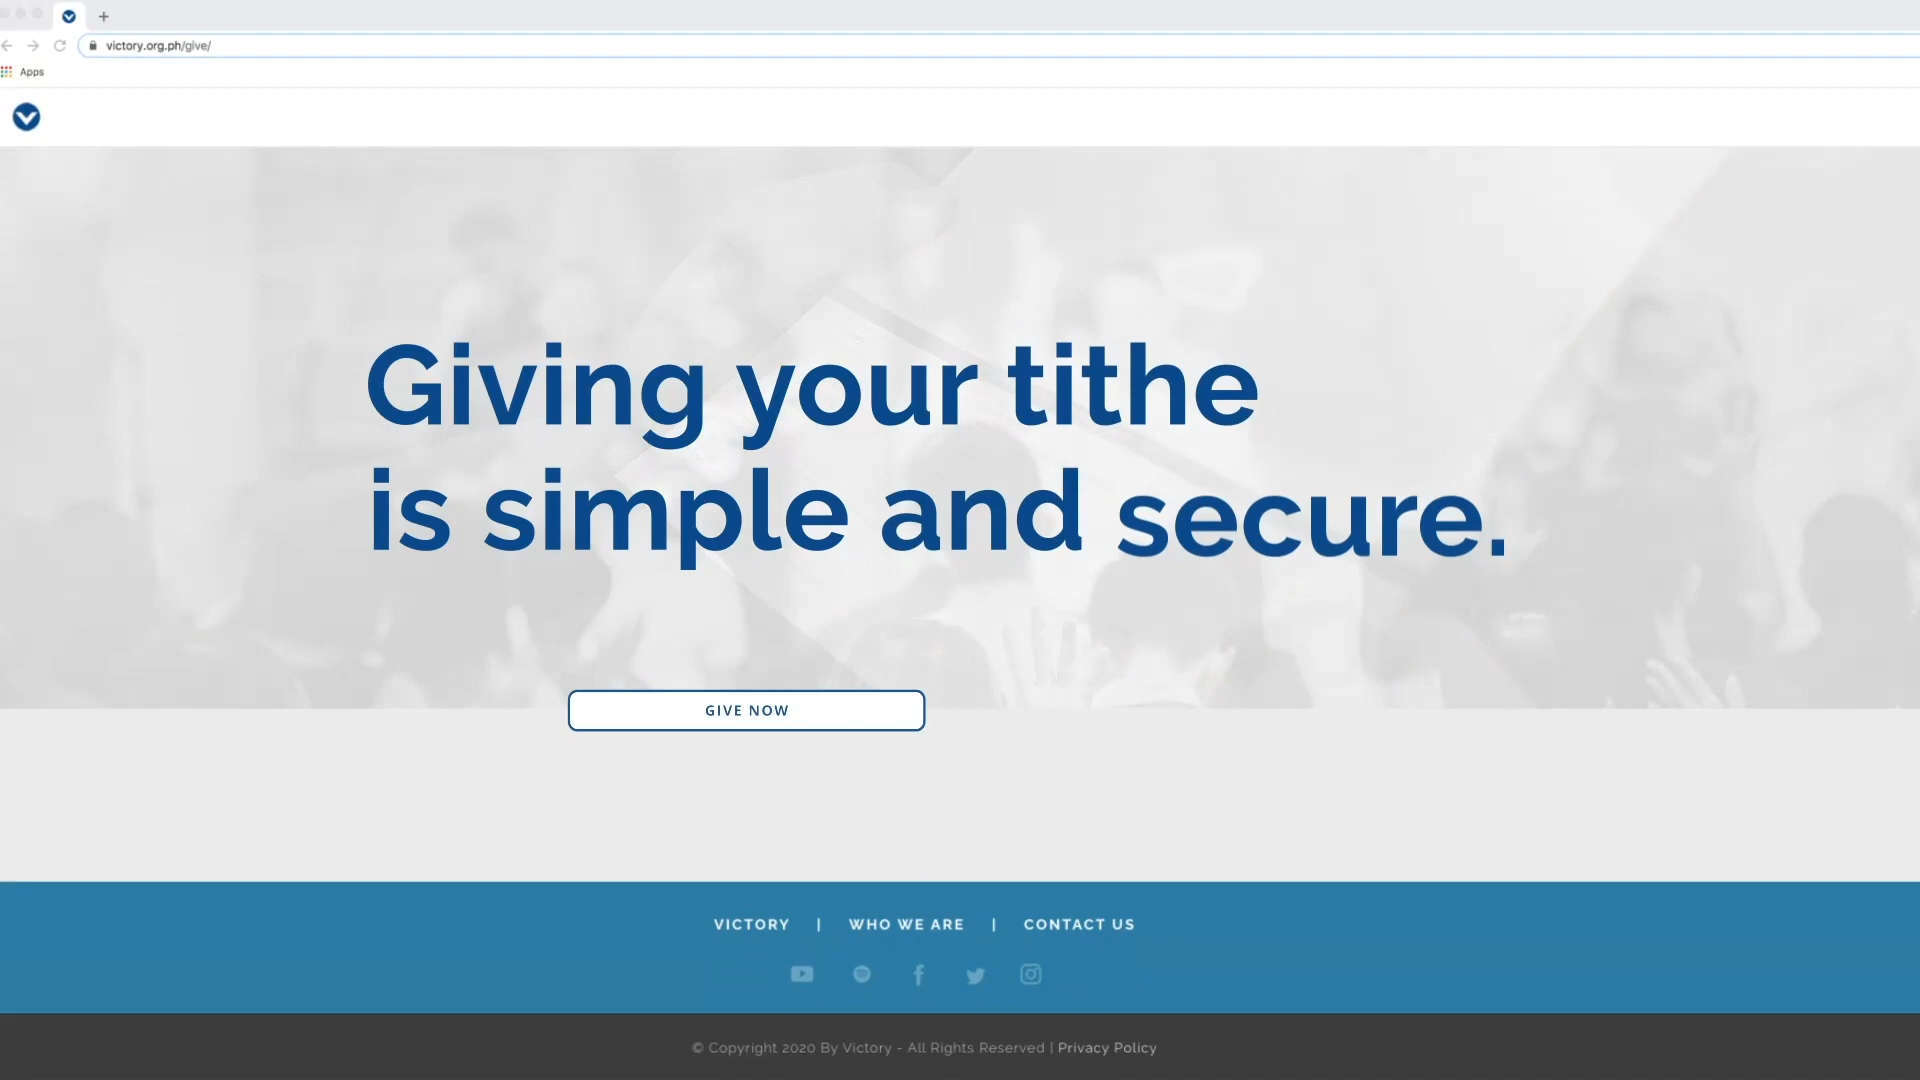 victory.org.ph/give/
Apps
Giving your tithe
is simple and secure.
GIVE NOW
VICTORY | WHO WE ARE | CONTACT US
© Copyright 2020 By Victory - All Rights Reserved | Privacy Policy